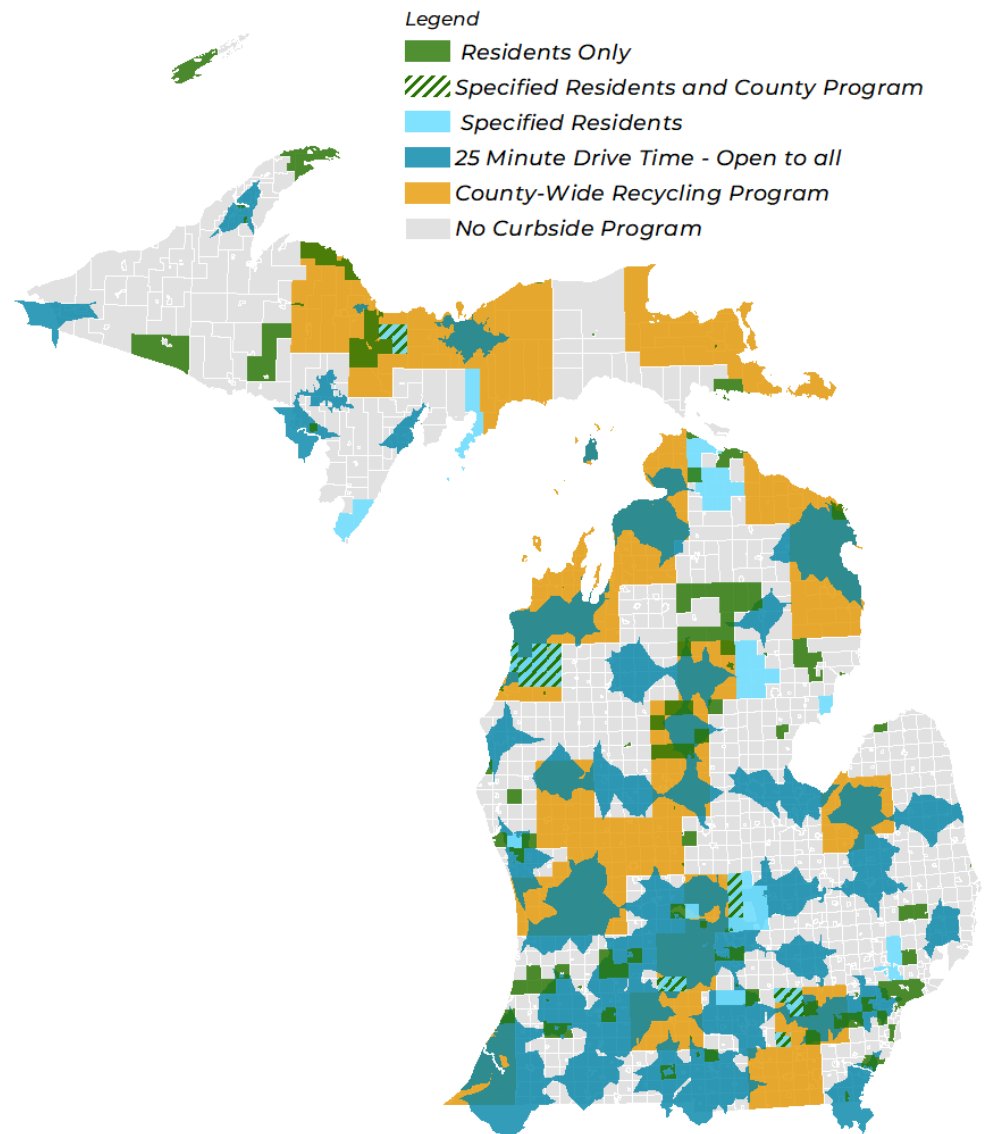 Legend
Residents Only
Specified Residents and County Program
Specified Residents
25 Minute Drive Time - Open to all
County-Wide Recycling Program
No Curbside Program